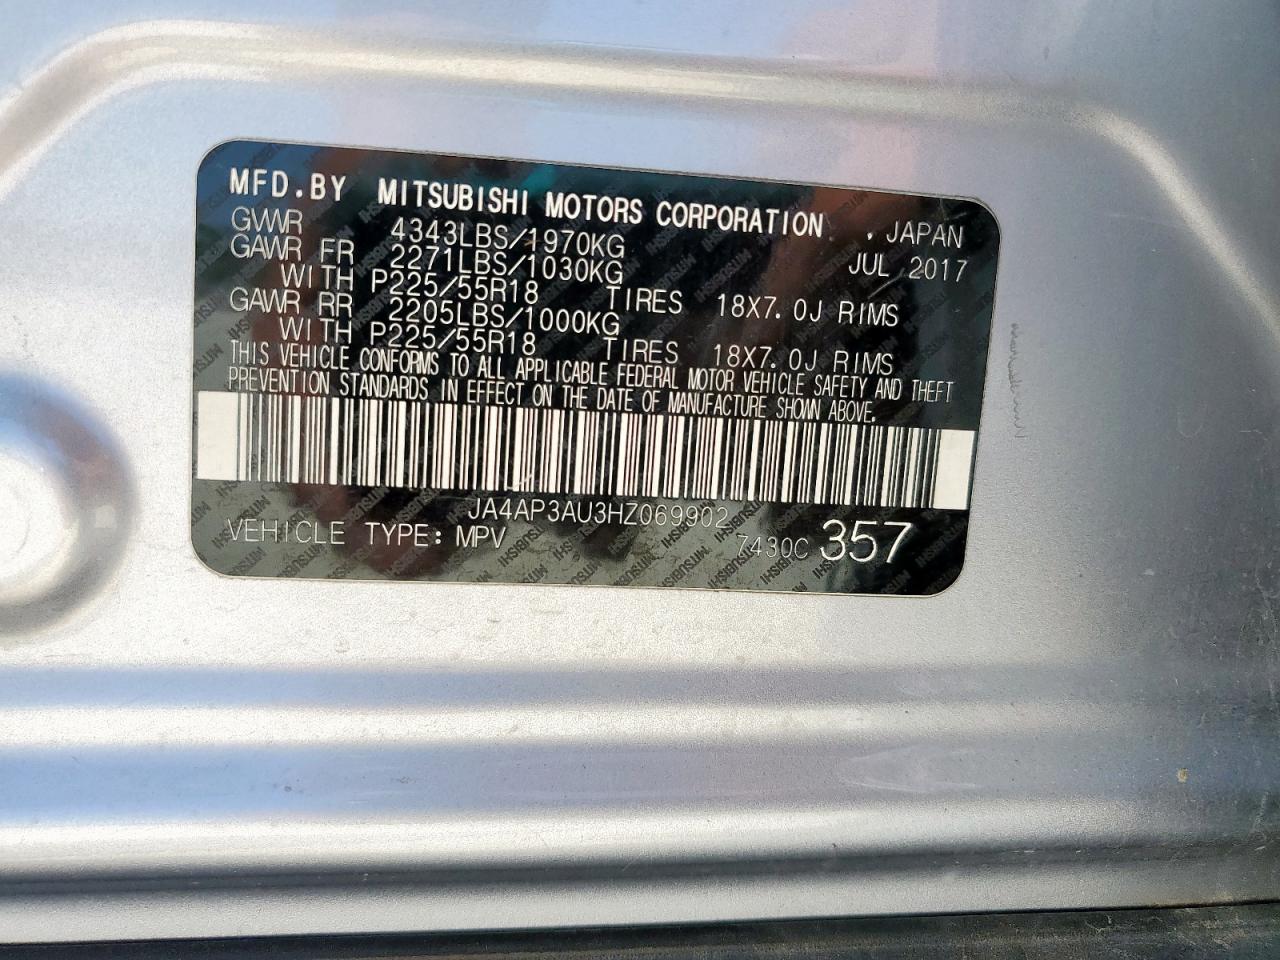 MFD.BY MITSUBISHI MOTORS CORPORATION , JAPAN
GVWR 4343LBS/1970KG JUL 2017
GAWR FR 2271LBS/1030KG
WITH P225/55R18 TIRES 18X7.0J RIMS
GAWR RR 2205LBS/1000KG
WITH P225/55R18 TIRES 18X7.0J RIMS
THIS VEHICLE CONFORMS TO ALL APPLICABLE FEDERAL MOTOR VEHICLE SAFETY AND THEFT
PREVENTION STANDARDS IN EFFECT ON THE DATE OF MANUFACTURE SHOWN ABOVE.
JA4AP3AU3HZ069902
VEHICLE TYPE: MPV 7430C 357